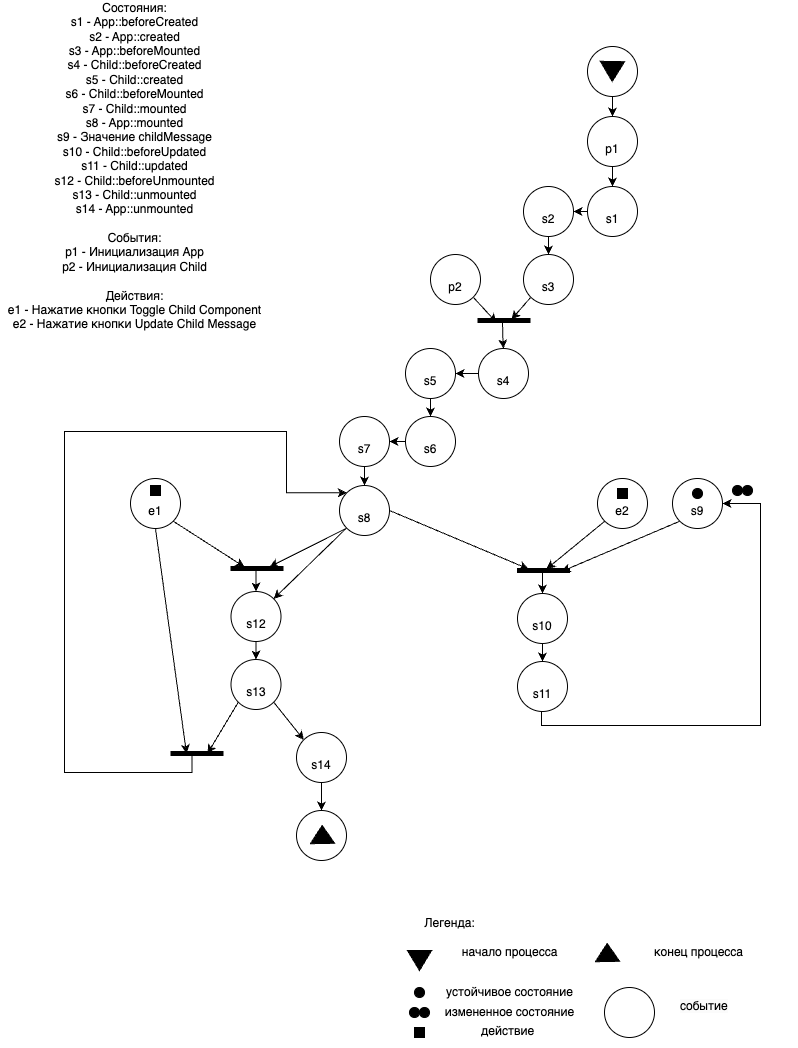 Состояния:
s1 - App::beforeCreated
s2 - App::created
s3 - App::beforeMounted
s4 - Child::beforeCreated
s5 - Child::created
s6 - Child::beforeMounted
s7 - Child::mounted
s8 - App::mounted
s9 - Значение childMessage
s10 - Child::beforeUpdated
s11 - Child::updated
s12 - Child::beforeUnmounted
s13 - Child::unmounted
s14 - App::unmounted
События:
p1 - Инициализация App
p2 - Инициализация Child
Действия:
e1 - Нажатие кнопки Toggle Child Component
e2 - Нажатие кнопки Update Child Message
p1
s2
s1
p2
s3
s5
s4
s7
s6
e1
s8
e2
s9
s12
s10
s13
s11
s14
Легенда:
начало процесса
конец процесса
устойчивое состояние
измененное состояние
действие
событие